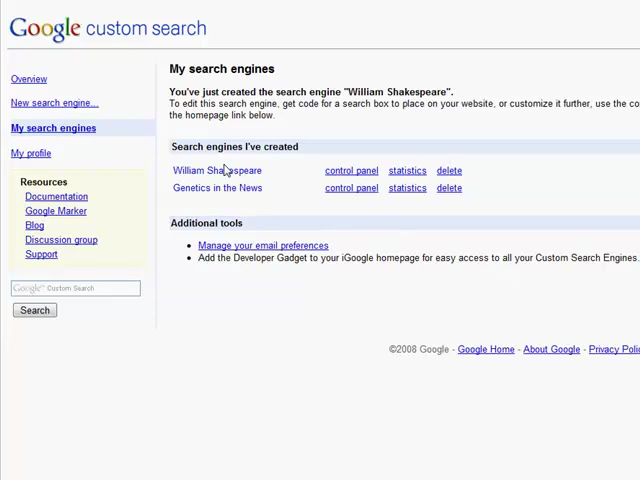 Google custom search
My search engines
Overview
You've just created the search engine "William Shakespeare".
New search engine...
To edit this search engine, get code for a search box to place on your website, or customize it further, use the
the homepage link below.
My search engines
Search engines I've created
My profile
William Shakespeare control panel statistics delete
Genetics in the News control panel statistics delete
Resources
Documentation
Google Marker
Blog
Discussion group
Support
Additional tools
Manage your email preferences
Add the Developer Gadget to your iGoogle homepage for easy access to all your Custom Search Engines.
Google™ Custom Search
Search
©2008 Google - Google Home - About Google - Privacy